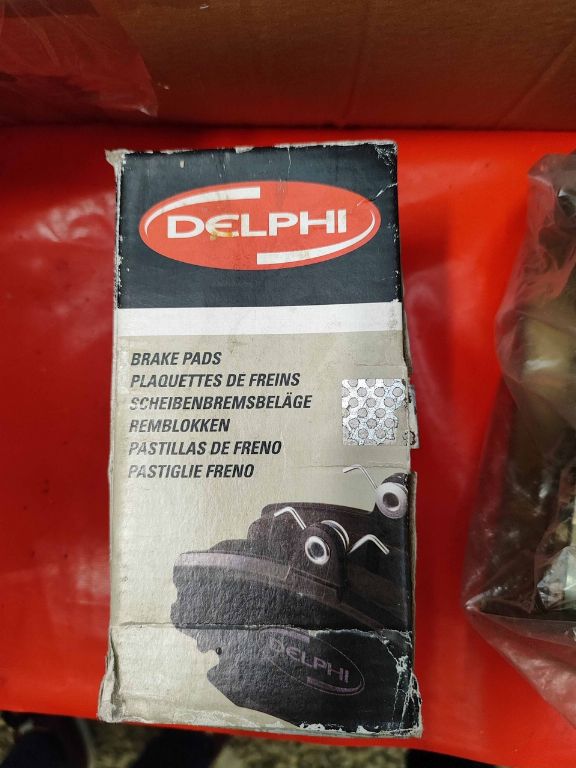 DELPHI
BRAKE PADS
PLAQUETTES DE FREINS
SCHEIBENBREMSBELÄGE
REMBLOKKEN
PASTILLAS DE FRENO
PASTIGLIE FRENO
DELPHI